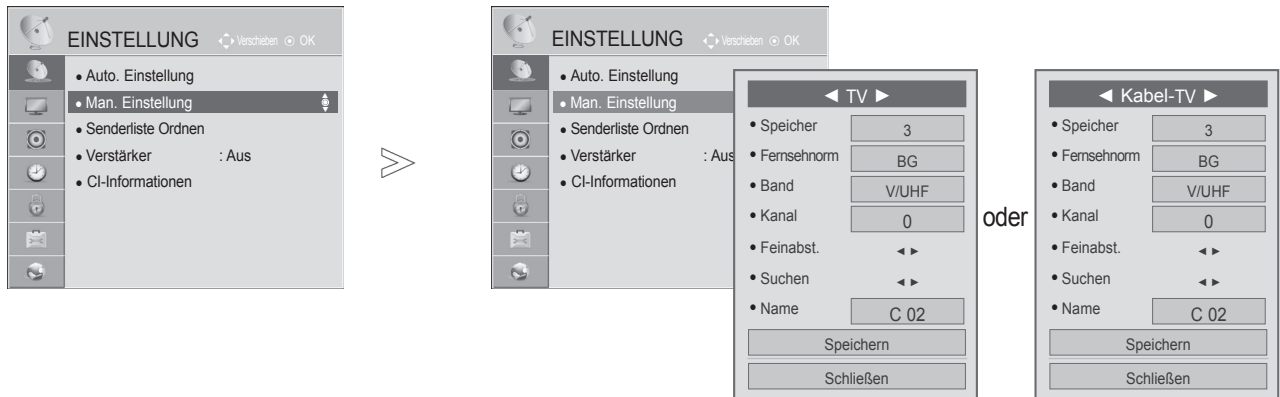 EINSTELLUNG Verschieben OK
• Auto. Einstellung
• Man. Einstellung
• Senderliste Ordnen
• Verstärker : Aus
• CI-Informationen
EINSTELLUNG Verschieben OK
• Auto. Einstellung
• Man. Einstellung
• Senderliste Ordnen
• Verstärker : Aus
• CI-Informationen
◄ TV ►
• Speicher 3
• Fernsehnorm BG
• Band V/UHF
• Kanal 0
• Feinabst. ◄ ►
• Suchen ◄ ►
• Name C 02
Speichern
Schließen
oder
◄ Kabel-TV ►
• Speicher 3
• Fernsehnorm BG
• Band V/UHF
• Kanal 0
• Feinabst. ◄ ►
• Suchen ◄ ►
• Name C 02
Speichern
Schließen